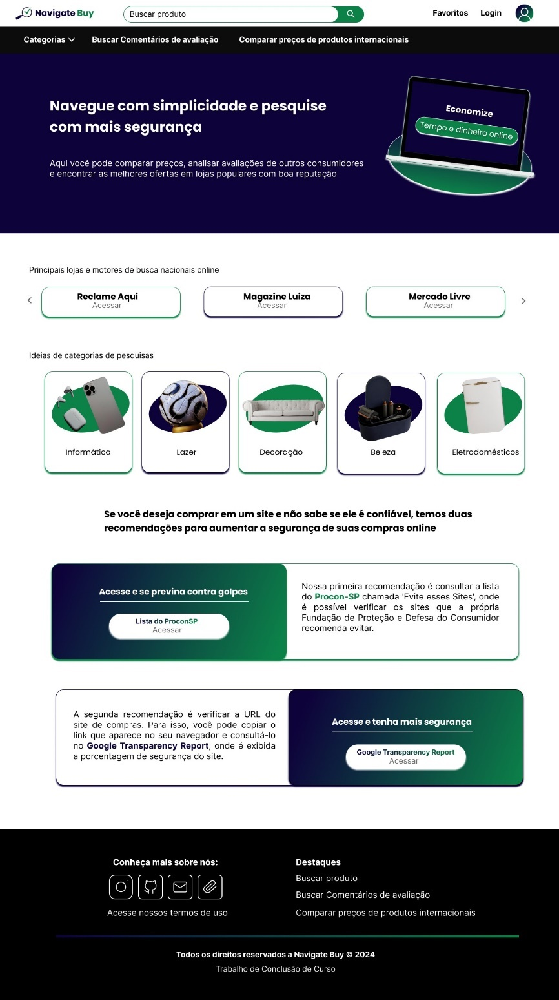 Navigate Buy
Buscar produto
Favoritos
Login
Categorias
Buscar Comentários de avaliação
Comparar preços de produtos internacionais
Navegue com simplicidade e pesquise
com mais segurança
Aqui você pode comparar preços, analisar avaliações de outros consumidores
e encontrar as melhores ofertas em lojas populares com boa reputação
Economize
Tempo e dinheiro online
Principais lojas e motores de busca nacionais online
Reclame Aqui
Acessar
Magazine Luiza
Acessar
Mercado Livre
Acessar
Ideias de categorias de pesquisas
Informática
Lazer
Decoração
Beleza
Eletrodomésticos
Se você deseja comprar em um site e não sabe se ele é confiável, temos duas
recomendações para aumentar a segurança de suas compras online
Acesse e se previna contra golpes
Lista do ProconSP
Acessar
Nossa primeira recomendação é consultar a lista
do Procon-SP chamada 'Evite esses Sites', onde
é possível verificar os sites que a própria
Fundação de Proteção e Defesa do Consumidor
recomenda evitar.
A segunda recomendação é verificar a URL do
site de compras. Para isso, você pode copiar o
link que aparece no seu navegador e consultá-lo
no Google Transparency Report, onde é exibida
a porcentagem de segurança do site.
Acesse e tenha mais segurança
Google Transparency Report
Acessar
Conheça mais sobre nós:
Acesse nossos termos de uso
Destaques
Buscar produto
Buscar Comentários de avaliação
Comparar preços de produtos internacionais
Todos os direitos reservados a Navigate Buy © 2024
Trabalho de Conclusão de Curso